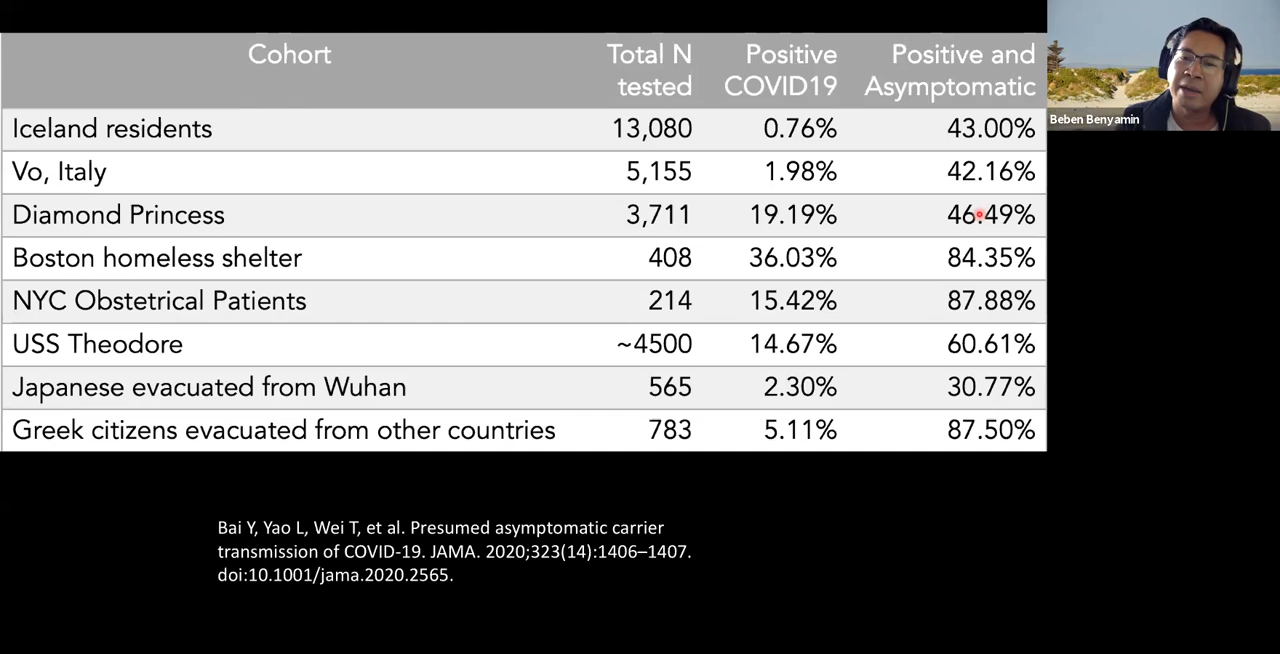 Cohort Total N tested Positive COVID19 Positive and Asymptomatic
Iceland residents 13,080 0.76% 43.00%
Vo, Italy 5,155 1.98% 42.16%
Diamond Princess 3,711 19.19% 46.49%
Boston homeless shelter 408 36.03% 84.35%
NYC Obstetrical Patients 214 15.42% 87.88%
USS Theodore ~4500 14.67% 60.61%
Japanese evacuated from Wuhan 565 2.30% 30.77%
Greek citizens evacuated from other countries 783 5.11% 87.50%
Beben Benyamin
Bai Y, Yao L, Wei T, et al. Presumed asymptomatic carrier
transmission of COVID-19. JAMA. 2020;323(14):1406–1407.
doi:10.1001/jama.2020.2565.